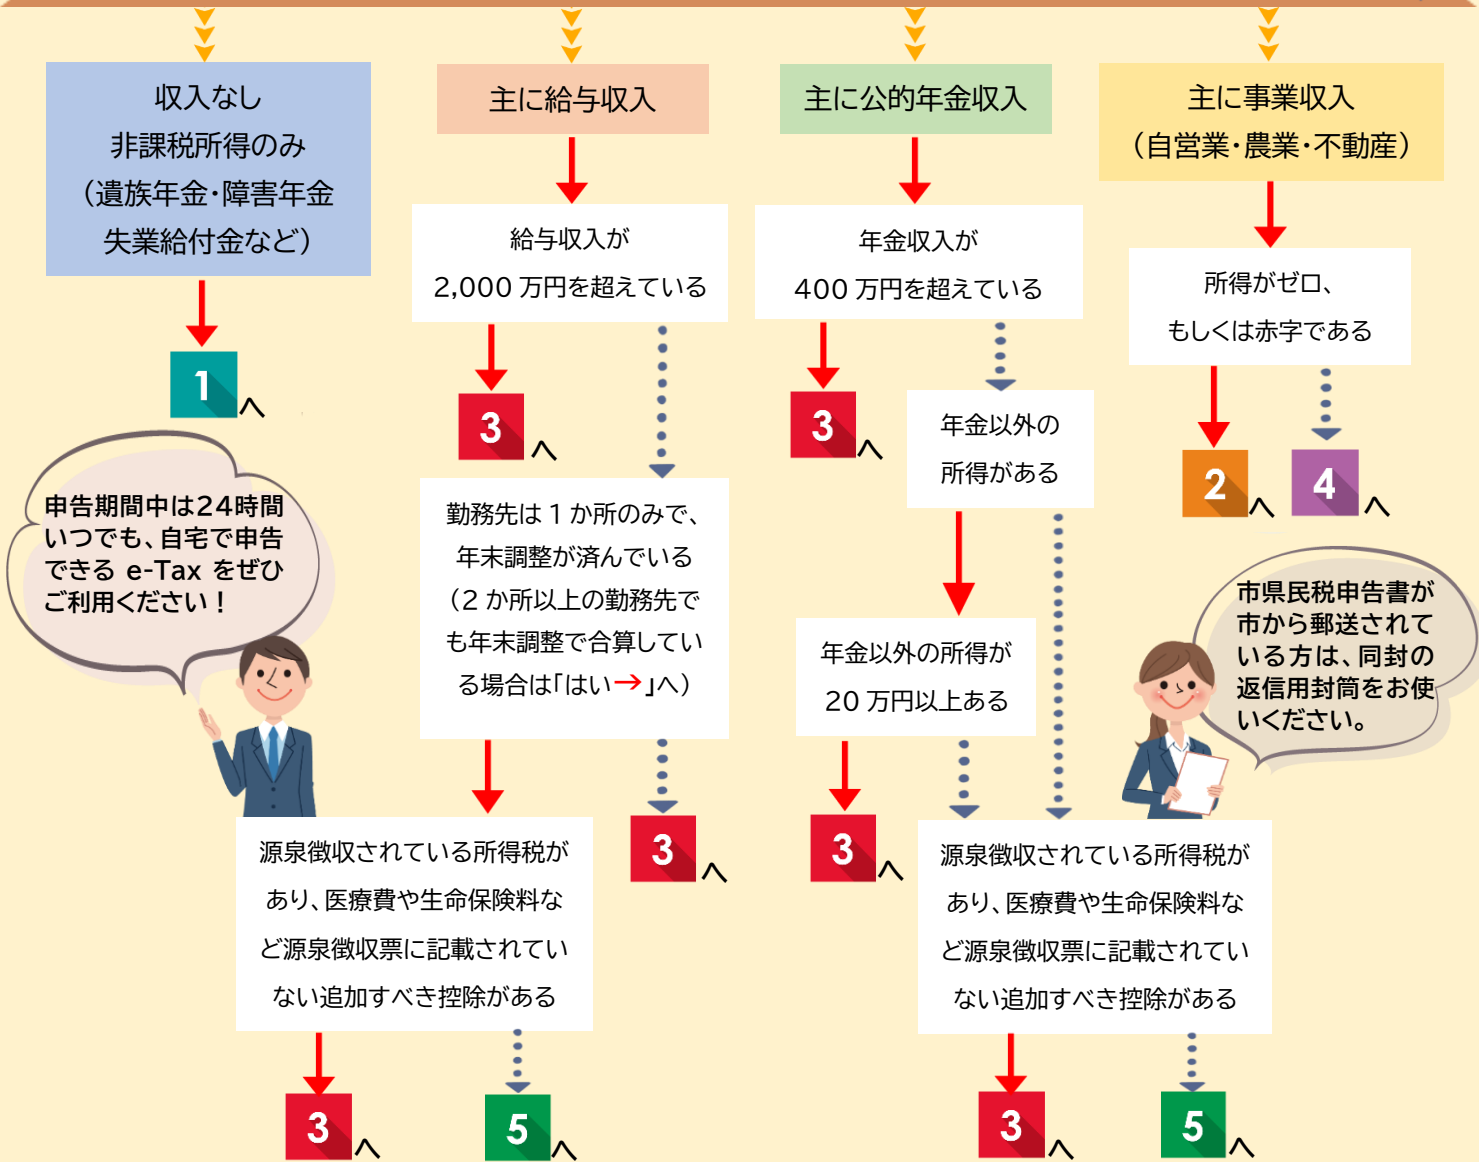 収入なし
非課税所得のみ
（遺族年金・障害年金
失業給付金など）
1へ
主に給与収入
給与収入が
2,000 万円を超えている
3へ
勤務先は 1 か所のみで、
年末調整が済んでいる
（2 か所以上の勤務先で
も年末調整で合算してい
る場合は「はい→」へ）
3へ
源泉徴収されている所得税が
あり、医療費や生命保険料な
ど源泉徴収票に記載されてい
ない追加すべき控除がある
3へ
5へ
主に公的年金収入
年金収入が
400 万円を超えている
3へ
年金以外の
所得がある
年金以外の所得が
20 万円以上ある
3へ
源泉徴収されている所得税が
あり、医療費や生命保険料な
ど源泉徴収票に記載されてい
ない追加すべき控除がある
3へ
5へ
主に事業収入
（自営業・農業・不動産）
所得がゼロ、
もしくは赤字である
2へ
4へ
申告期間中は24時間
いつでも、自宅で申告
できる e-Tax をぜひ
ご利用ください！
市県民税申告書が
市から郵送されて
いる方は、同封の
返信用封筒をお使
いください。